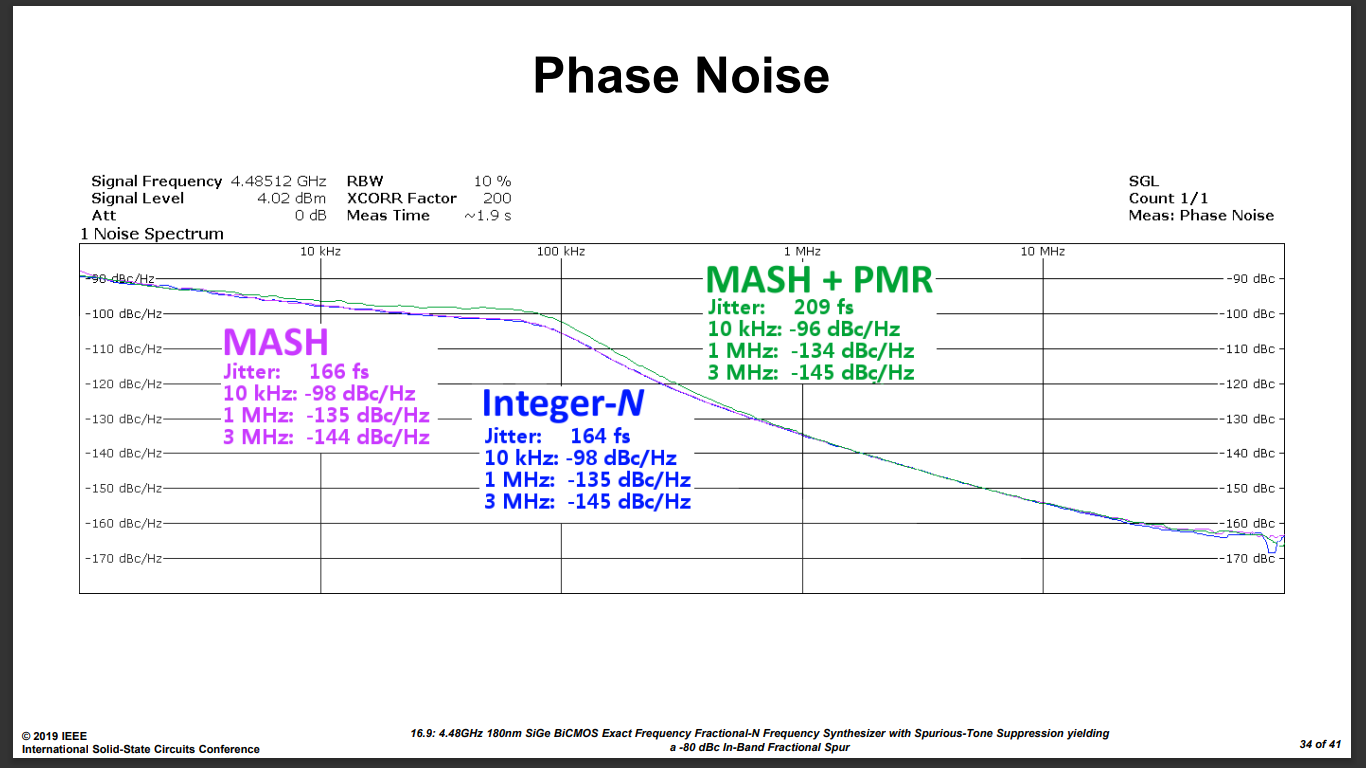 Phase Noise
Signal Frequency 4.48512 GHz RBW 10 % SGL
Signal Level 4.02 dBm XCORR Factor 200 Count 1/1
Att 0 dB Meas Time ~1.9 s Meas: Phase Noise
1 Noise Spectrum
10 kHz 100 kHz 1 MHz 10 MHz
-90 dBc/Hz -90 dBc
-100 dBc/Hz -100 dBc
-110 dBc/Hz -110 dBc
-120 dBc/Hz -120 dBc
-130 dBc/Hz -130 dBc
-140 dBc/Hz -140 dBc
-150 dBc/Hz -150 dBc
-160 dBc/Hz -160 dBc
-170 dBc/Hz -170 dBc
MASH + PMR
Jitter: 209 fs
10 kHz: -96 dBc/Hz
1 MHz: -134 dBc/Hz
3 MHz: -145 dBc/Hz
MASH
Jitter: 166 fs
10 kHz: -98 dBc/Hz
1 MHz: -135 dBc/Hz
3 MHz: -144 dBc/Hz
Integer-N
Jitter: 164 fs
10 kHz: -98 dBc/Hz
1 MHz: -135 dBc/Hz
3 MHz: -145 dBc/Hz
© 2019 IEEE
International Solid-State Circuits Conference
16.9: 4.48GHz 180nm SiGe BiCMOS Exact Frequency Fractional-N Frequency Synthesizer with Spurious-Tone Suppression yielding
a -80 dBc In-Band Fractional Spur
34 of 41